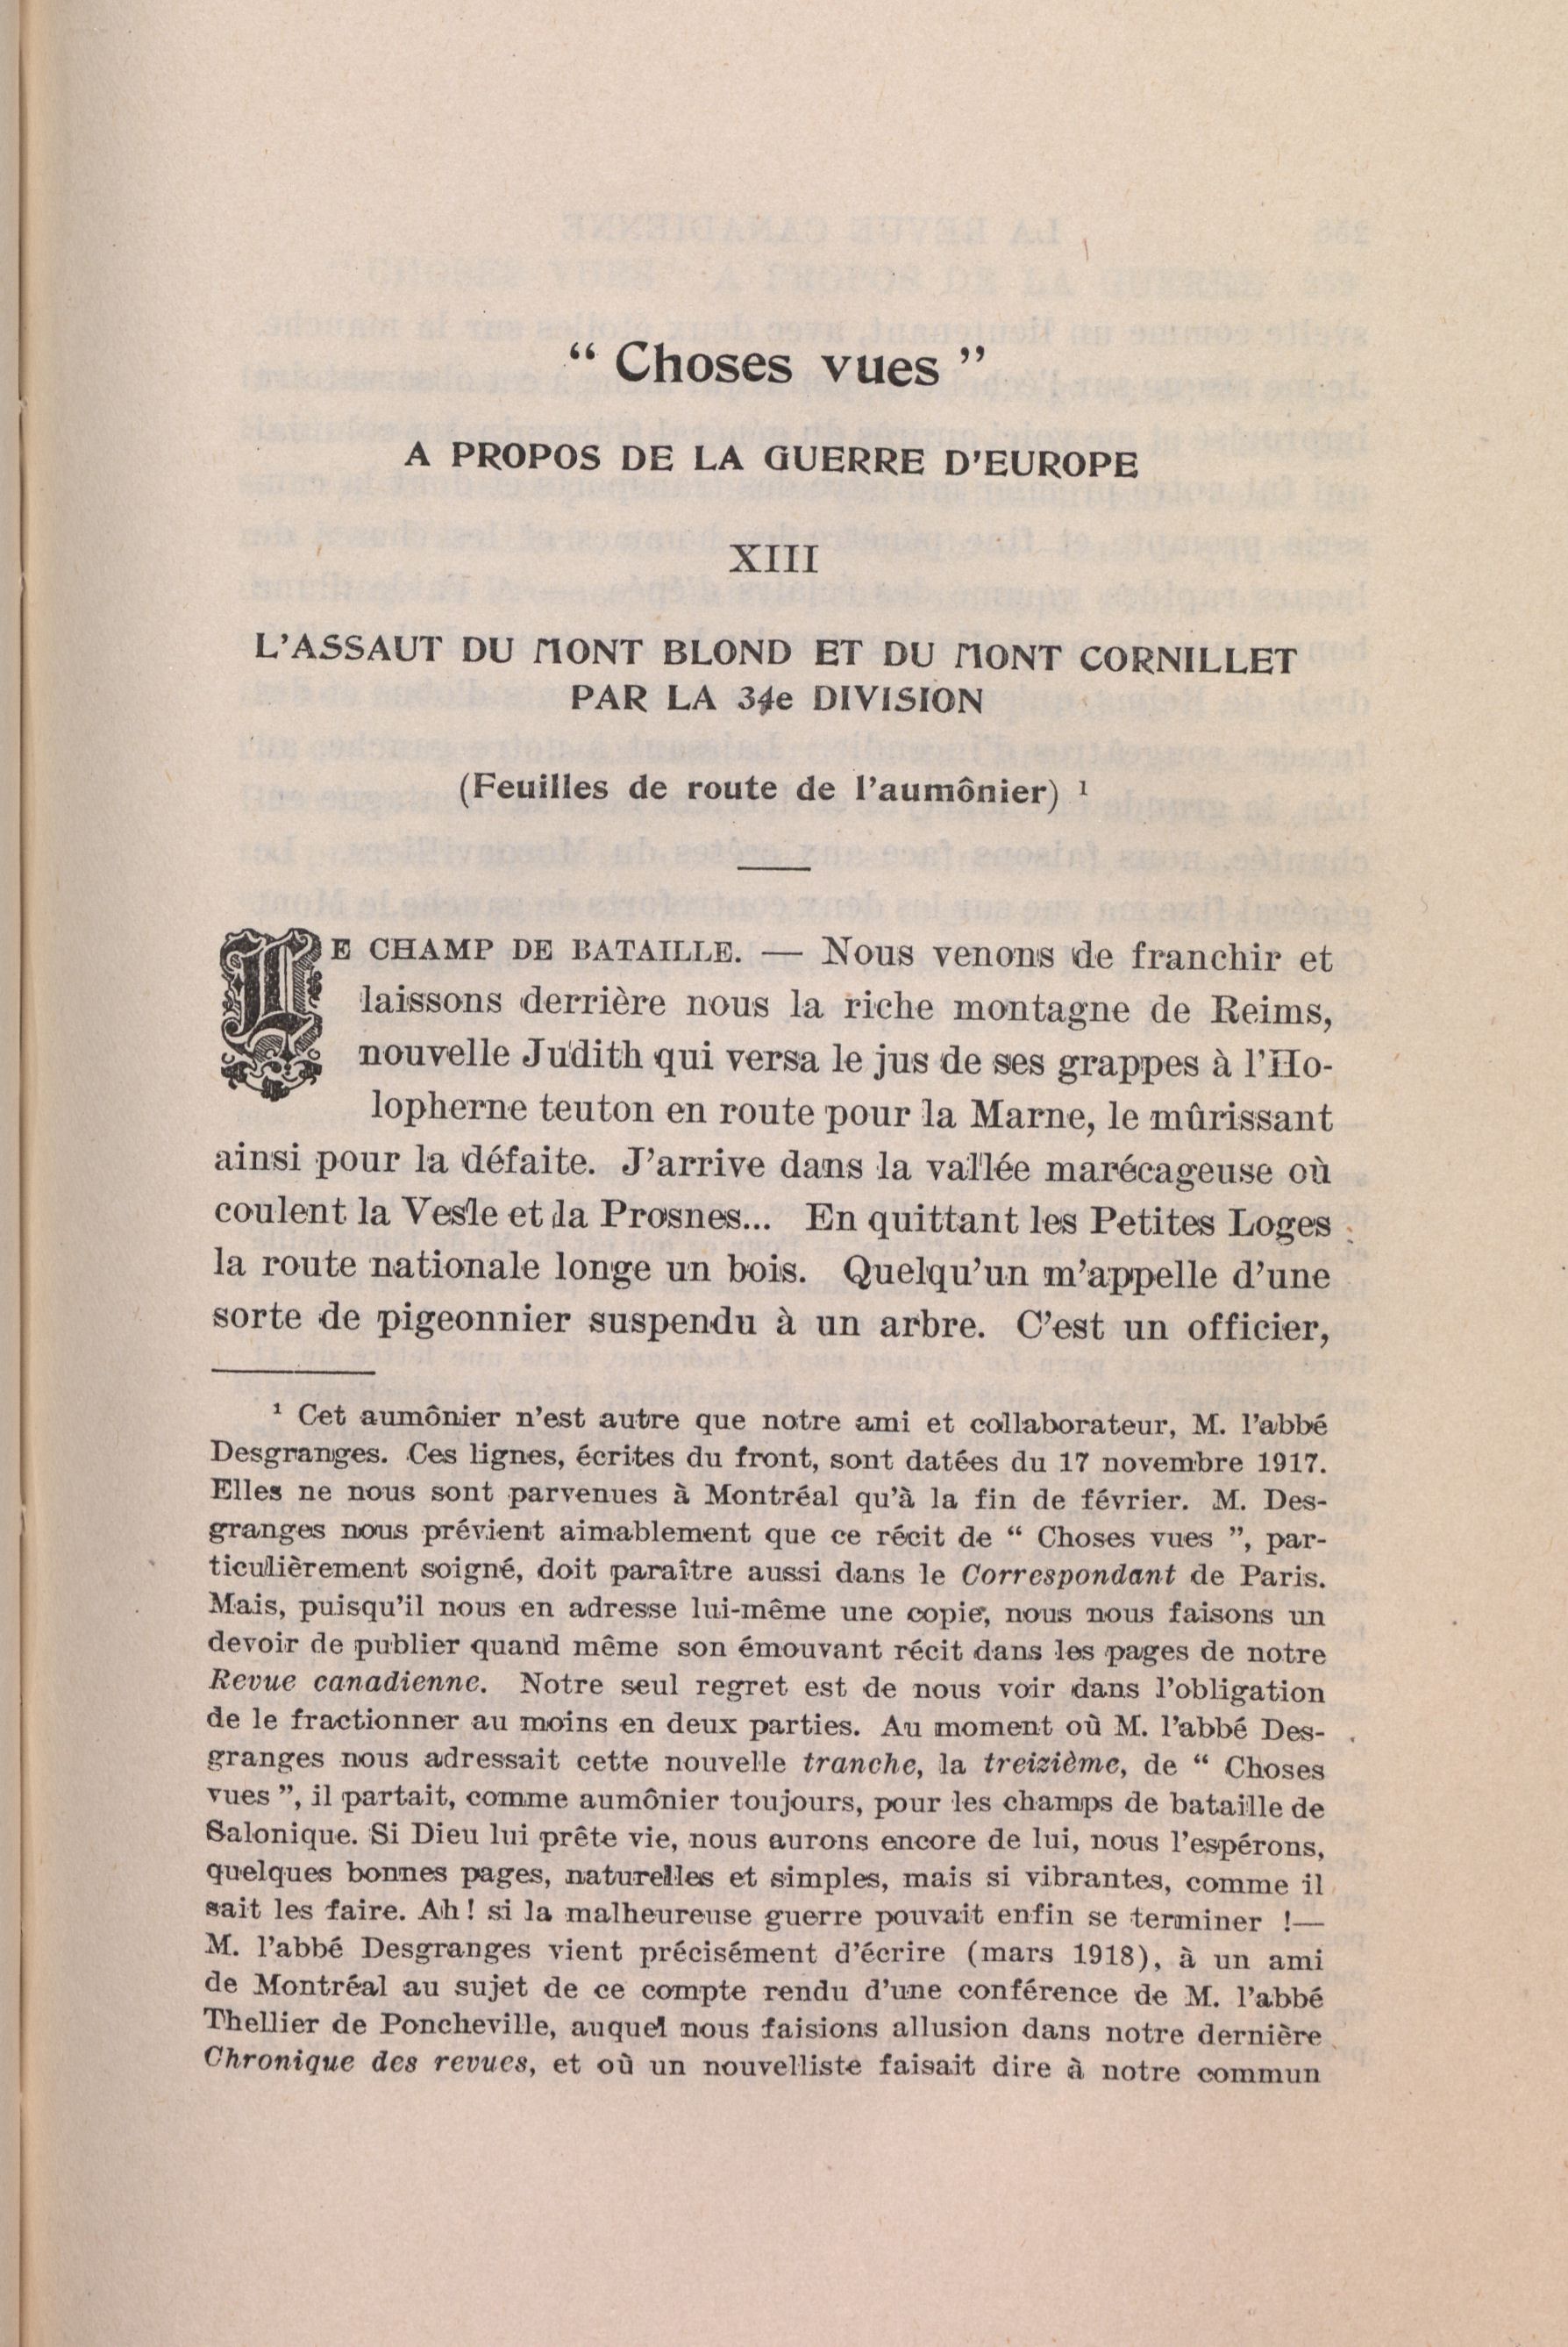 “ Choses vues ”
A PROPOS DE LA GUERRE D'EUROPE
XIII
L'ASSAUT DU MONT BLOND ET DU MONT CORNILLET
PAR LA 34e DIVISION
(Feuilles de route de l'aumônier) ¹
LE CHAMP DE BATAILLE. — Nous venons de franchir et
laissons derrière nous la riche montagne de Reims,
nouvelle Judith qui versa le jus de ses grappes à l'Ho-
lopherne teuton en route pour la Marne, le mûrissant
ainsi pour la défaite. J'arrive dans la vallée marécageuse où
coulent la Vesle et la Prosnes... En quittant les Petites Loges
la route nationale longe un bois. Quelqu'un m'appelle d'une
sorte de pigeonnier suspendu à un arbre. C'est un officier,
¹ Cet aumônier n'est autre que notre ami et collaborateur, M. l'abbé
Desgranges. Ces lignes, écrites du front, sont datées du 17 novembre 1917.
Elles ne nous sont parvenues à Montréal qu'à la fin de février. M. Des-
granges nous prévient aimablement que ce récit de “ Choses vues ”, par-
ticulièrement soigné, doit paraître aussi dans le Correspondant de Paris.
Mais, puisqu'il nous en adresse lui-même une copie, nous nous faisons un
devoir de publier quand même son émouvant récit dans les pages de notre
Revue canadienne. Notre seul regret est de nous voir dans l'obligation
de le fractionner au moins en deux parties. Au moment où M. l'abbé Des-
granges nous adressait cette nouvelle tranche, la treizième, de “ Choses
vues ”, il partait, comme aumônier toujours, pour les champs de bataille de
Salonique. Si Dieu lui prête vie, nous aurons encore de lui, nous l'espérons,
quelques bonnes pages, naturelles et simples, mais si vibrantes, comme il
sait les faire. Ah! si la malheureuse guerre pouvait enfin se terminer !—
M. l'abbé Desgranges vient précisément d'écrire (mars 1918), à un ami
de Montréal au sujet de ce compte rendu d'une conférence de M. l'abbé
Thellier de Poncheville, auquel nous faisions allusion dans notre dernière
Chronique des revues, et où un nouvelliste faisait dire à notre commun